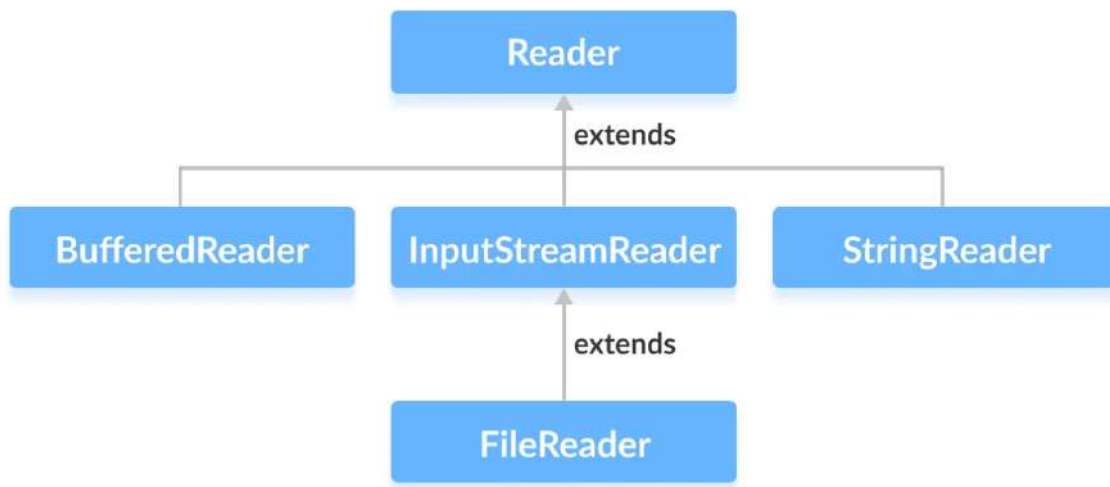 Reader
extends
BufferedReader
InputStreamReader
StringReader
extends
FileReader